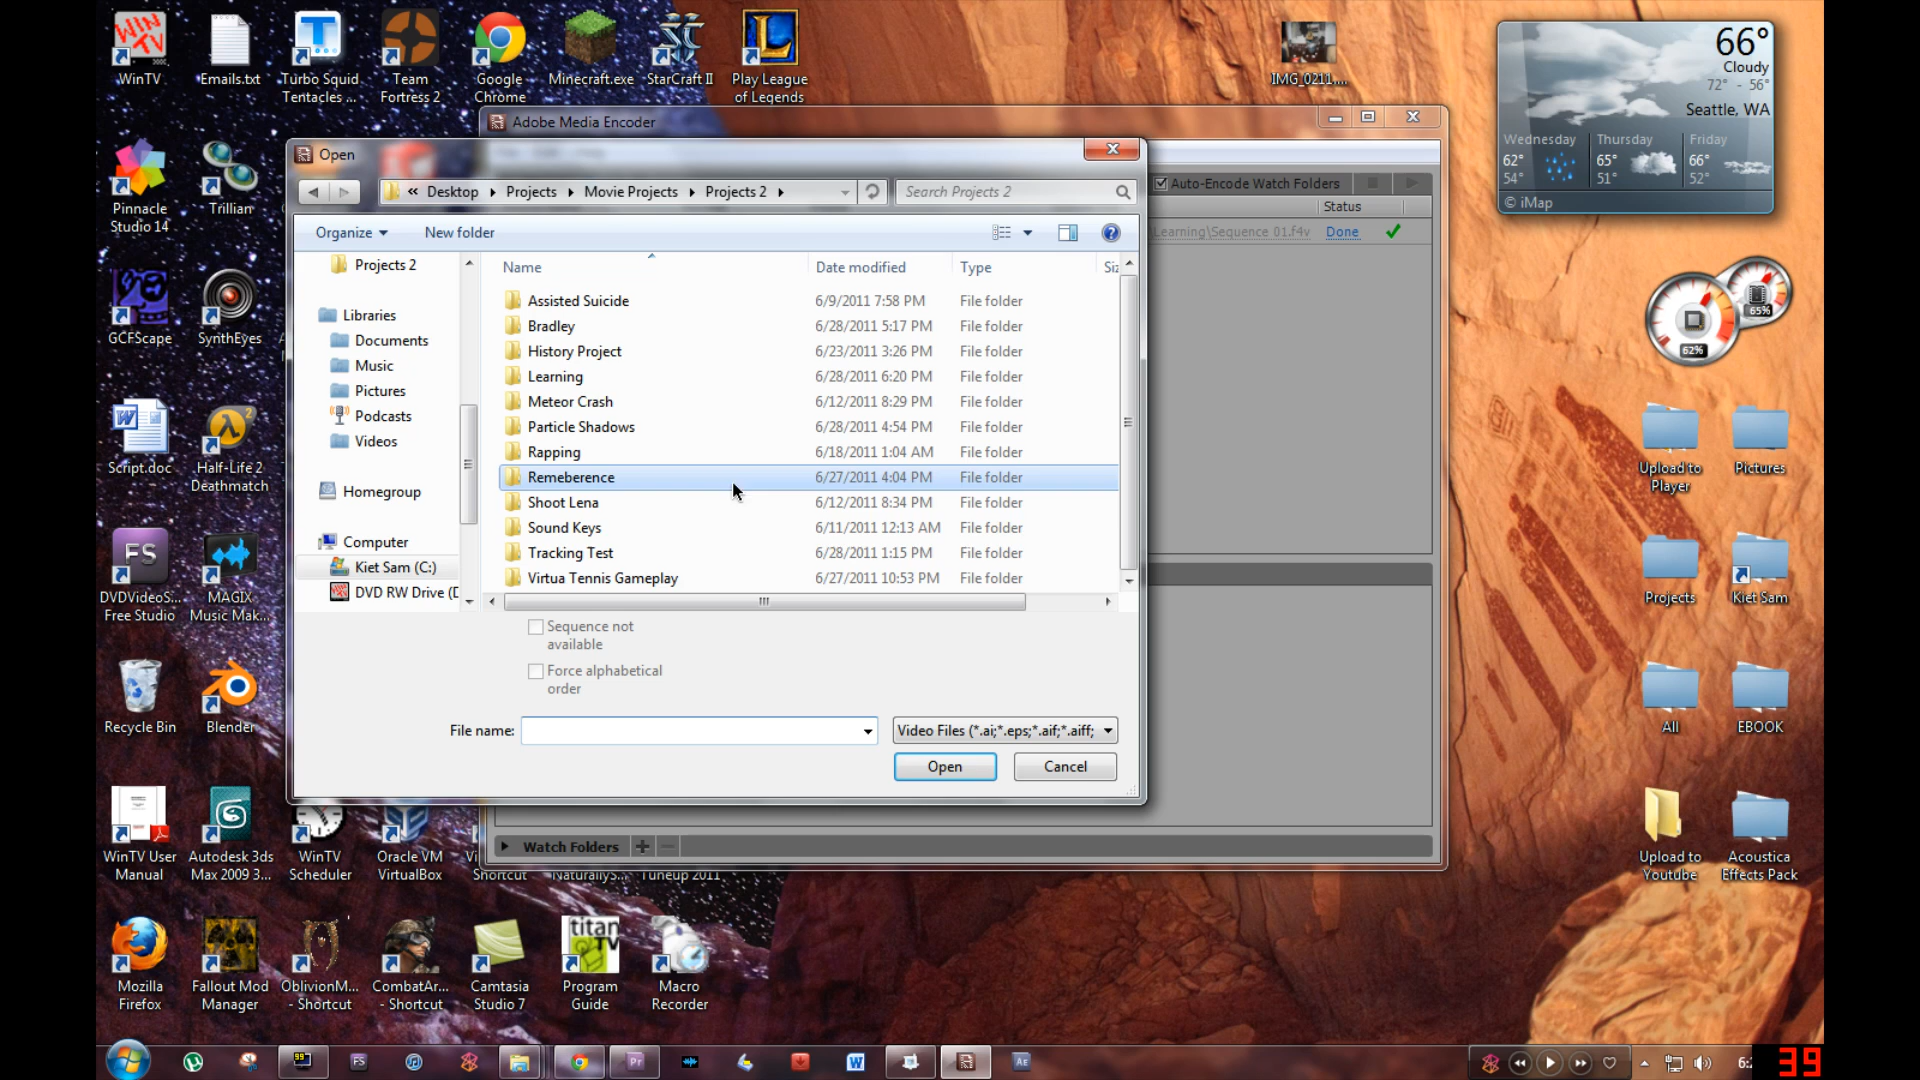 WinTV
Emails.txt
Turbo Squid
Tentacles ...
Team
Fortress 2
Google
Chrome
Minecraft.exe
StarCraft II
Play League
of Legends
IMG_0211....
66°
Cloudy
72° - 56°
Seattle, WA
Wednesday
Thursday
Friday
62°
54°
65°
51°
66°
52°
© iMap
Adobe Media Encoder
Open
« Desktop
Projects
Movie Projects
Projects 2
Search Projects 2
Auto-Encode Watch Folders
Status
Organize
New folder
\Learning\Sequence 01.f4v
Done
Projects 2
Libraries
Documents
Music
Pictures
Podcasts
Videos
Homegroup
Computer
Kiet Sam (C:)
DVD RW Drive (D
Name
Date modified
Type
Siz
Assisted Suicide
6/9/2011 7:58 PM
File folder
Bradley
6/28/2011 5:17 PM
File folder
History Project
6/23/2011 3:26 PM
File folder
Learning
6/28/2011 6:20 PM
File folder
Meteor Crash
6/12/2011 8:29 PM
File folder
Particle Shadows
6/28/2011 4:54 PM
File folder
Rapping
6/18/2011 1:04 AM
File folder
Remeberence
6/27/2011 4:04 PM
File folder
Shoot Lena
6/12/2011 8:34 PM
File folder
Sound Keys
6/11/2011 12:13 AM
File folder
Tracking Test
6/28/2011 1:15 PM
File folder
Virtua Tennis Gameplay
6/27/2011 10:53 PM
File folder
Sequence not
available
Force alphabetical
order
File name:
Video Files (*.ai;*.eps;*.aif;*.aiff;
Open
Cancel
Watch Folders
Pinnacle
Studio 14
Trillian
GCFScape
SynthEyes
65%
62%
Script.doc
Half-Life 2
Deathmatch
Upload to
Player
Pictures
FS
DVDVideoS...
Free Studio
MAGIX
Music Mak...
Projects
Kiet Sam
Recycle Bin
Blender
All
EBOOK
WinTV User
Manual
Autodesk 3ds
Max 2009 3...
WinTV
Scheduler
Oracle VM
VirtualBox
Shortcut
NaturallyS...
TuneUp 2011
Upload to
Youtube
Acoustica
Effects Pack
titan
TV
Mozilla
Firefox
Fallout Mod
Manager
OblivionM...
- Shortcut
CombatAr...
- Shortcut
Camtasia
Studio 7
Program
Guide
Macro
Recorder
99
FS
Pr
W
AE
39